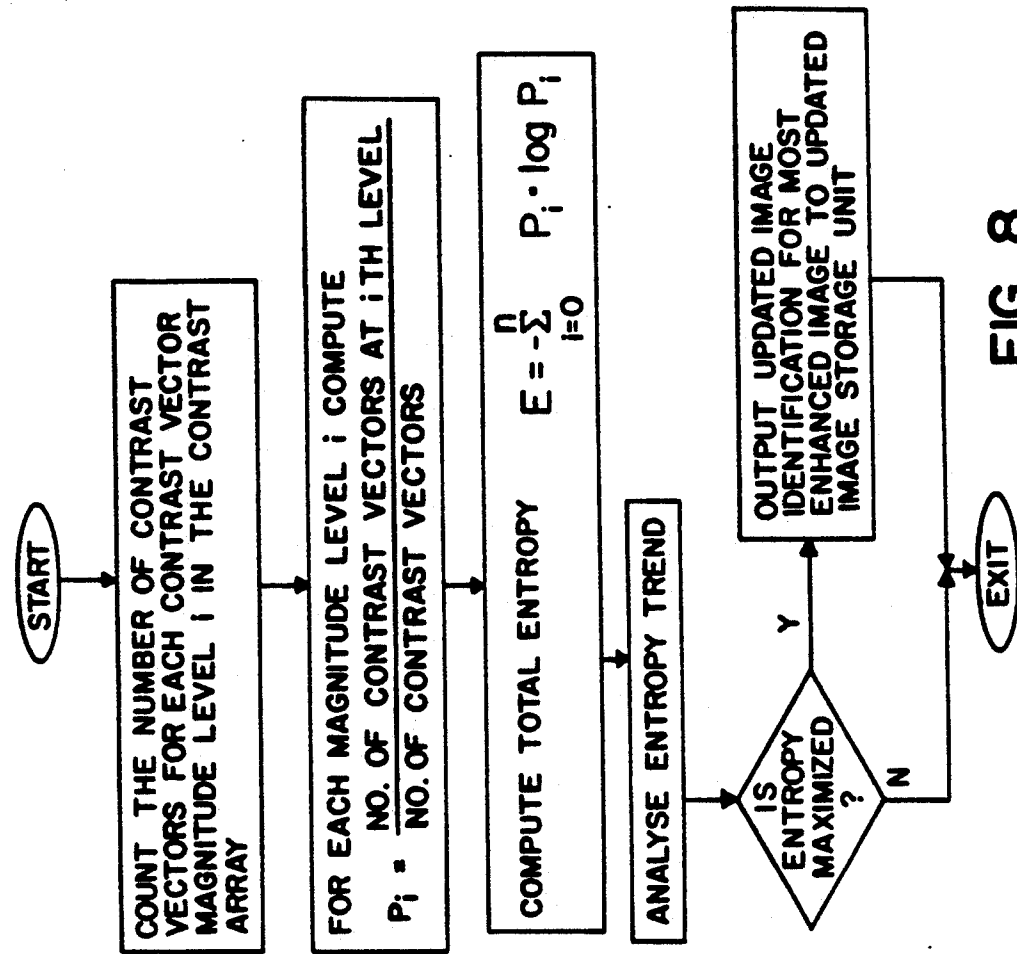 START
COUNT THE NUMBER OF CONTRAST
VECTORS FOR EACH CONTRAST VECTOR
MAGNITUDE LEVEL i IN THE CONTRAST
ARRAY
FOR EACH MAGNITUDE LEVEL i COMPUTE
Pi = NO. OF CONTRAST VECTORS AT iTH LEVEL
NO. OF CONTRAST VECTORS
COMPUTE TOTAL ENTROPY E = -Σ n i=0 Pi · log Pi
ANALYSE ENTROPY TREND
IS
ENTROPY
MAXIMIZED
?
Y
N
OUTPUT UPDATED IMAGE
IDENTIFICATION FOR MOST
ENHANCED IMAGE TO UPDATED
IMAGE STORAGE UNIT
EXIT
FIG 8